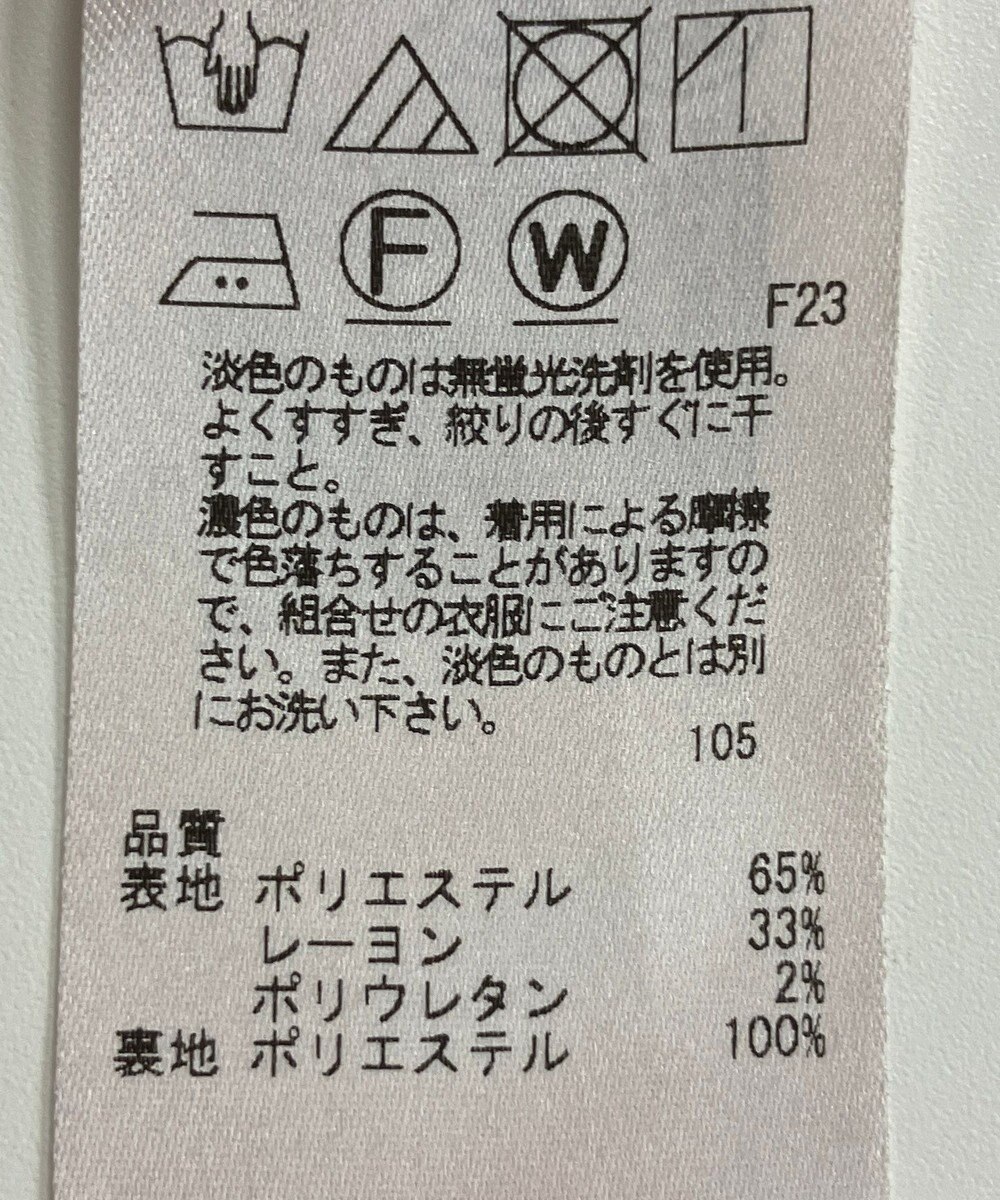 F
W
F23
淡色のものは無蛍光洗剤を使用。
よくすすぎ、絞りの後すぐに干
すこと。
濃色のものは、着用による摩擦
で色落ちすることがありますの
で、組合せの衣服にご注意くだ
さい。また、淡色のものとは別
にお洗い下さい。
105
品質
表地 ポリエステル 65%
レーヨン 33%
ポリウレタン 2%
裏地 ポリエステル 100%